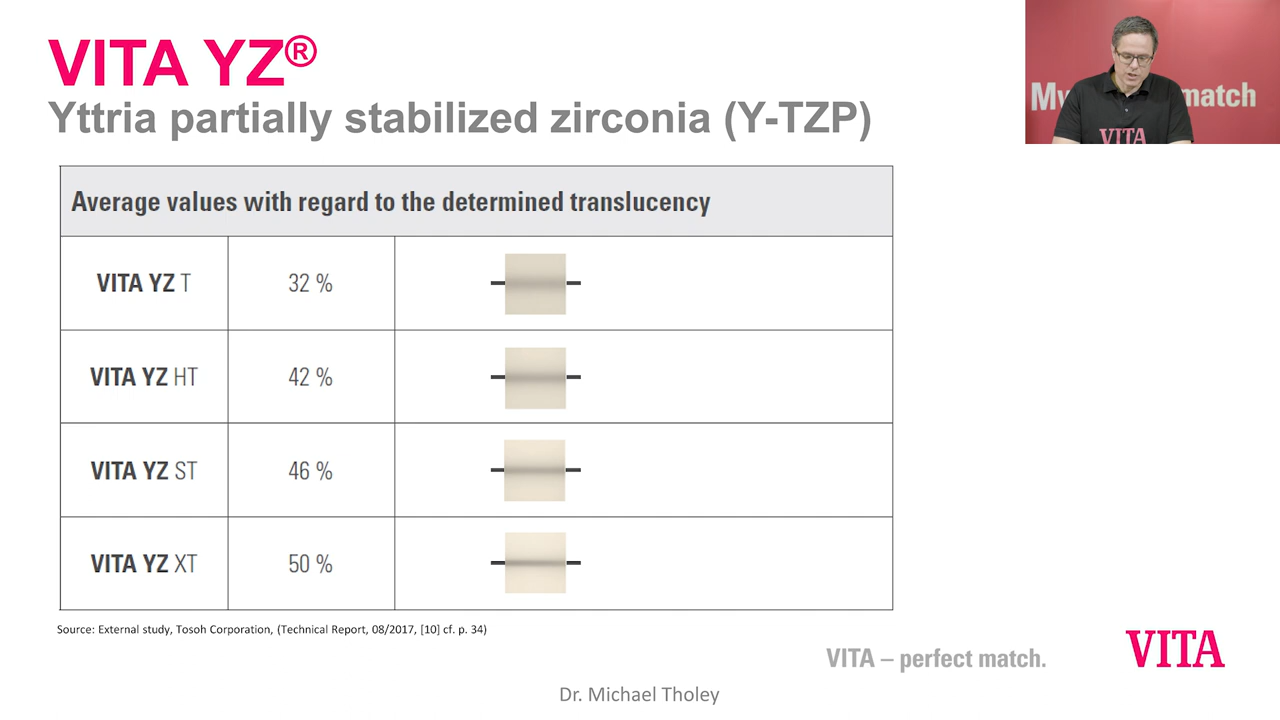 VITA YZ®
Yttria partially stabilized zirconia (Y-TZP)
My
match
VITA
Average values with regard to the determined translucency
VITA YZ T 32 %
VITA YZ HT 42 %
VITA YZ ST 46 %
VITA YZ XT 50 %
Source: External study, Tosoh Corporation, (Technical Report, 08/2017, [10] cf. p. 34)
VITA – perfect match.
VITA
Dr. Michael Tholey